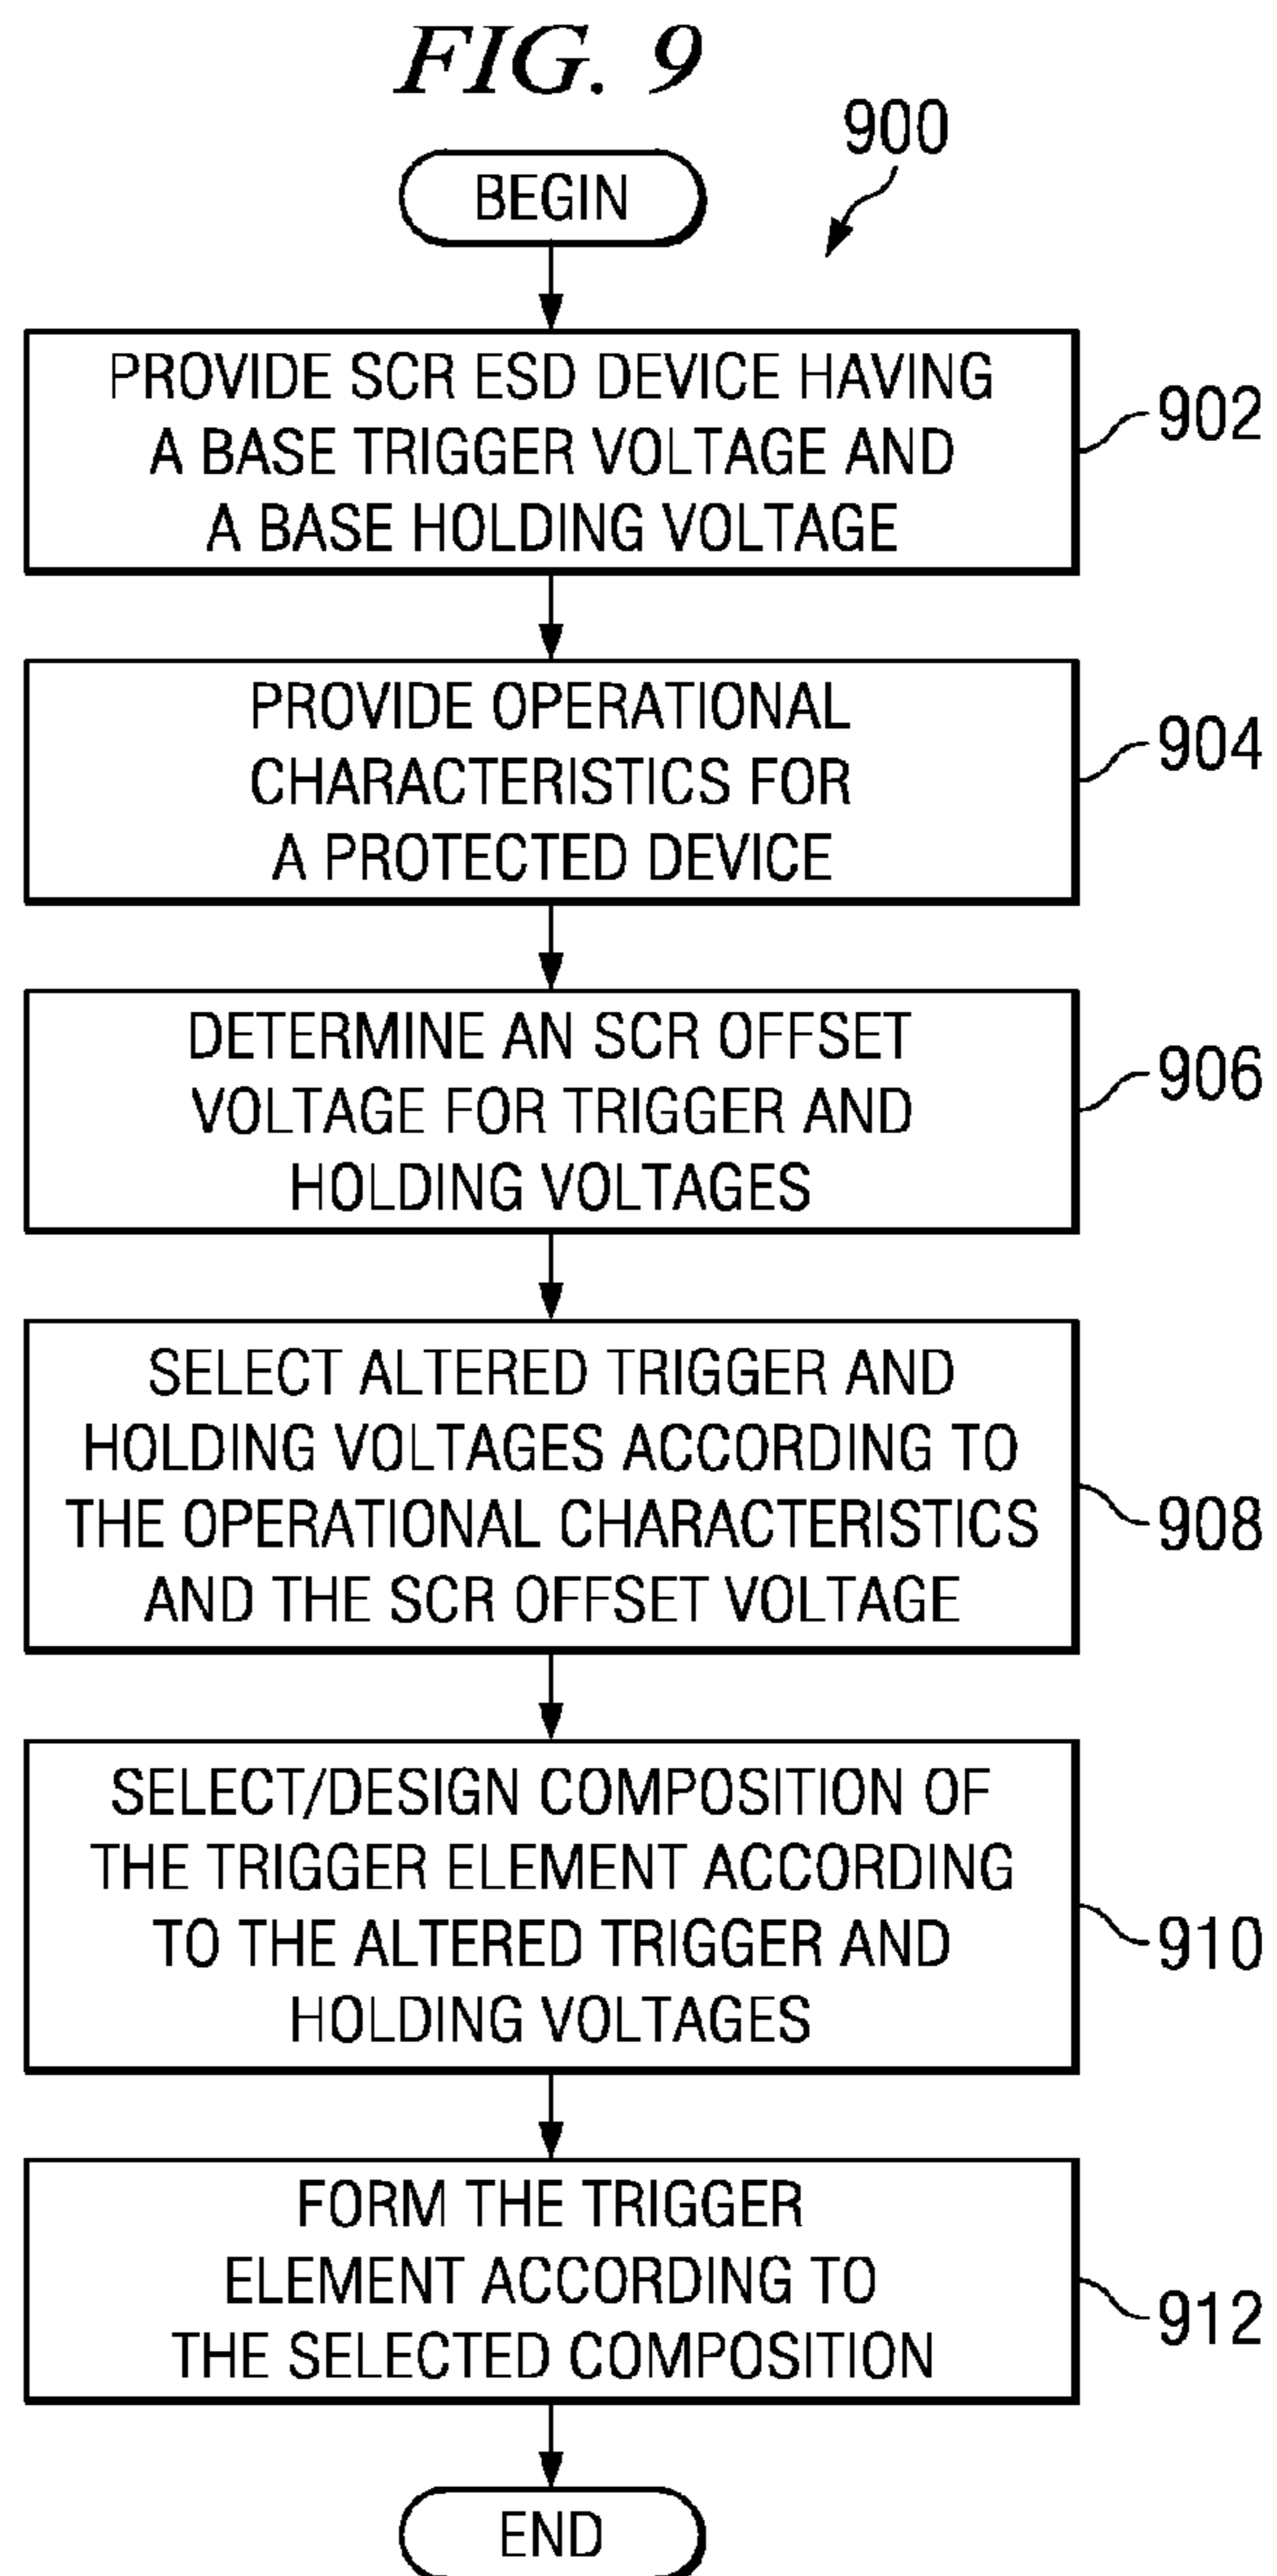 FIG. 9
900
BEGIN
PROVIDE SCR ESD DEVICE HAVING
A BASE TRIGGER VOLTAGE AND
A BASE HOLDING VOLTAGE
902
PROVIDE OPERATIONAL
CHARACTERISTICS FOR
A PROTECTED DEVICE
904
DETERMINE AN SCR OFFSET
VOLTAGE FOR TRIGGER AND
HOLDING VOLTAGES
906
SELECT ALTERED TRIGGER AND
HOLDING VOLTAGES ACCORDING TO
THE OPERATIONAL CHARACTERISTICS
AND THE SCR OFFSET VOLTAGE
908
SELECT/DESIGN COMPOSITION OF
THE TRIGGER ELEMENT ACCORDING
TO THE ALTERED TRIGGER AND
HOLDING VOLTAGES
910
FORM THE TRIGGER
ELEMENT ACCORDING TO
THE SELECTED COMPOSITION
912
END